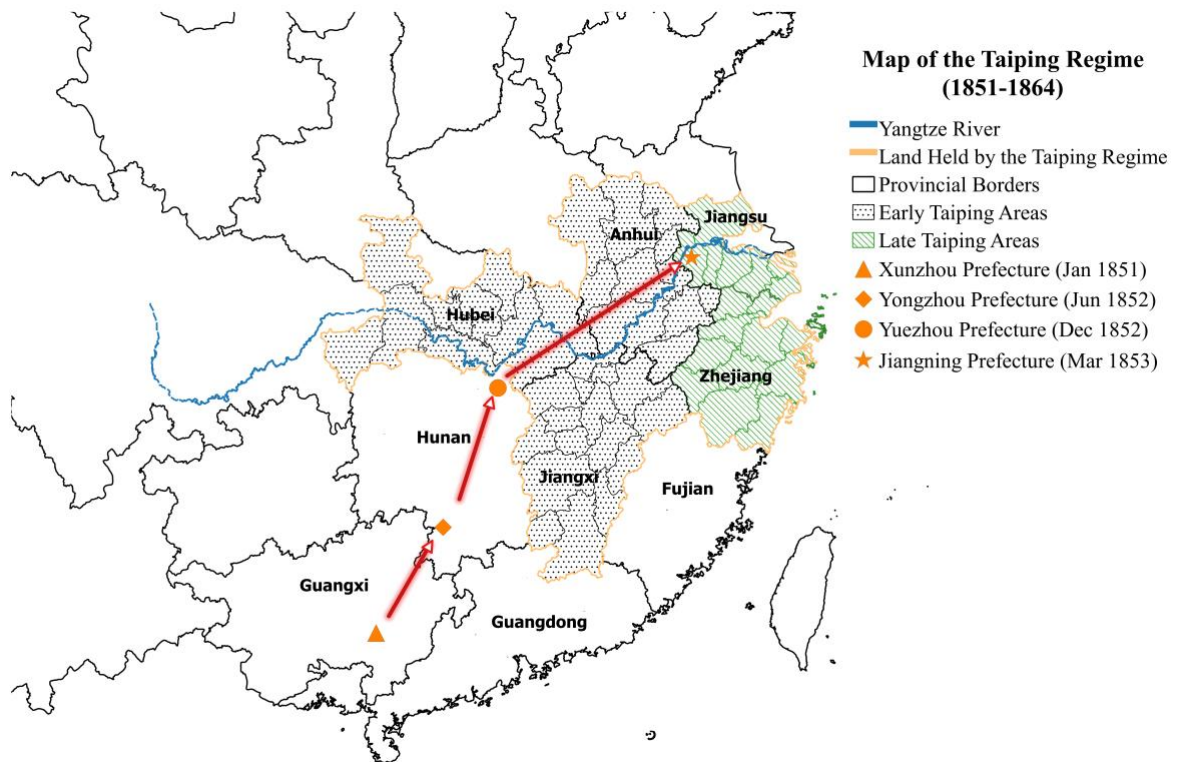 Map of the Taiping Regime
(1851-1864)
Yangtze River
Land Held by the Taiping Regime
Provincial Borders
Early Taiping Areas
Late Taiping Areas
Xunzhou Prefecture (Jan 1851)
Yongzhou Prefecture (Jun 1852)
Yuezhou Prefecture (Dec 1852)
Jiangning Prefecture (Mar 1853)
Jiangsu
Anhui
Hubei
Zhejiang
Hunan
Jiangxi
Fujian
Guangxi
Guangdong